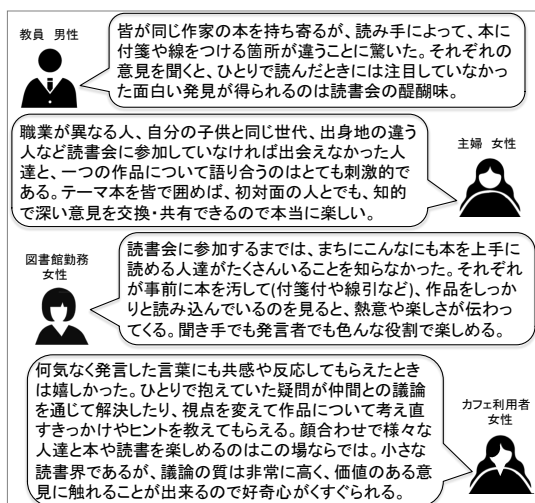 教員 男性
皆が同じ作家の本を持ち寄るが、読み手によって、本に
付箋や線をつける箇所が違うことに驚いた。それぞれの
意見を聞くと、ひとりで読んだときには注目していなかっ
た面白い発見が得られるのは読書会の醍醐味。
職業が異なる人、自分の子供と同じ世代、出身地の違う
人など読書会に参加していなければ出会えなかった人
達と、一つの作品について語り合うのはとても刺激的で
ある。テーマ本を皆で囲めば、初対面の人とでも、知的
で深い意見を交換・共有できるので本当に楽しい。
主婦 女性
図書館勤務
女性
読書会に参加するまでは、まちにこんなにも本を上手に
読める人達がたくさんいることを知らなかった。それぞれ
が事前に本を汚して(付箋付や線引など)、作品をしっか
りと読み込んでいるのを見ると、熱意や楽しさが伝わっ
てくる。聞き手でも発言者でも色んな役割で楽しめる。
何気なく発言した言葉にも共感や反応してもらえたとき
は嬉しかった。ひとりで抱えていた疑問が仲間との議論
を通じて解決したり、視点を変えて作品について考え直
すきっかけやヒントを教えてもらえる。顔合わせで様々な
人達と本や読書を楽しめるのはこの場ならでは。小さな
読書界であるが、議論の質は非常に高く、価値のある意
見に触れることが出来るので好奇心がくすぐられる。
カフェ利用者
女性